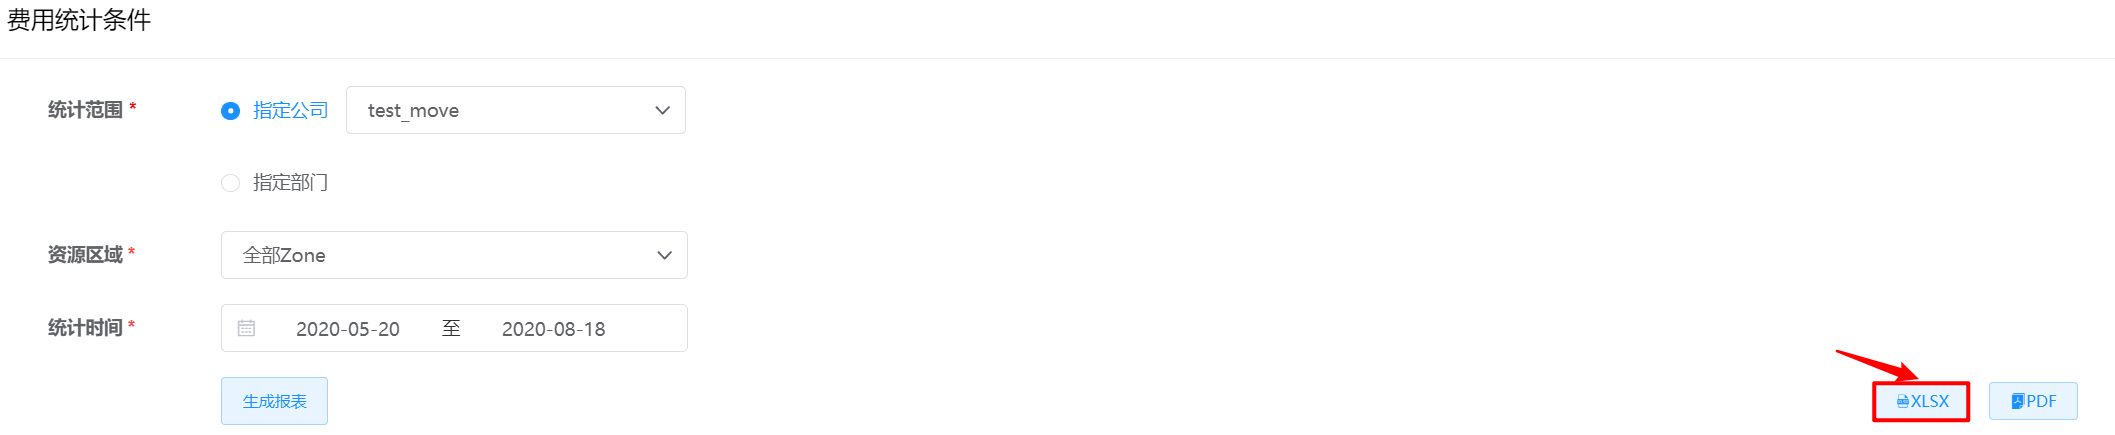 费用统计条件
统计范围 * 指定公司 test_move
指定部门
资源区域 * 全部Zone
统计时间 * 2020-05-20 至 2020-08-18
生成报表 XLSX PDF